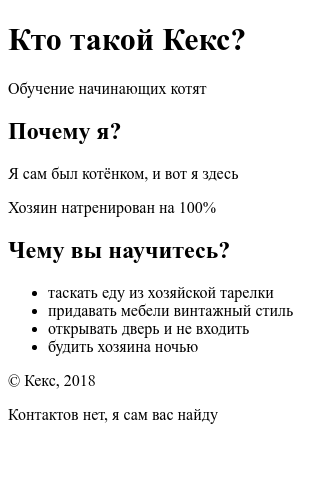 Кто такой Кекс?
Обучение начинающих котят
Почему я?
Я сам был котёнком, и вот я здесь
Хозяин натренирован на 100%
Чему вы научитесь?
• таскать еду из хозяйской тарелки
• придавать мебели винтажный стиль
• открывать дверь и не входить
• будить хозяина ночью
© Кекс, 2018
Контактов нет, я сам вас найду